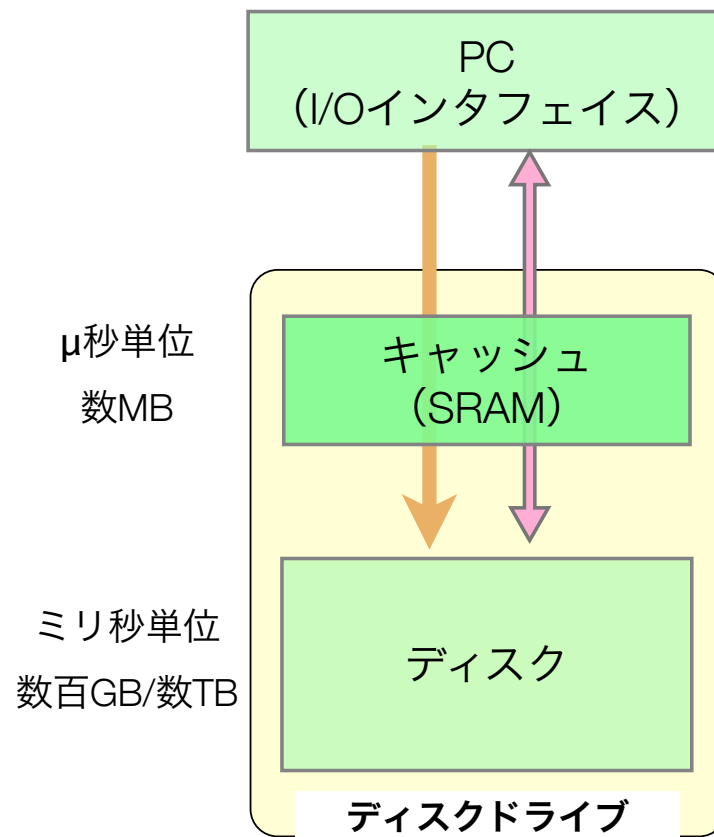 PC
（I/Oインタフェイス）
μ秒単位
数MB
キャッシュ
（SRAM）
ミリ秒単位
数百GB/数TB
ディスク
ディスクドライブ